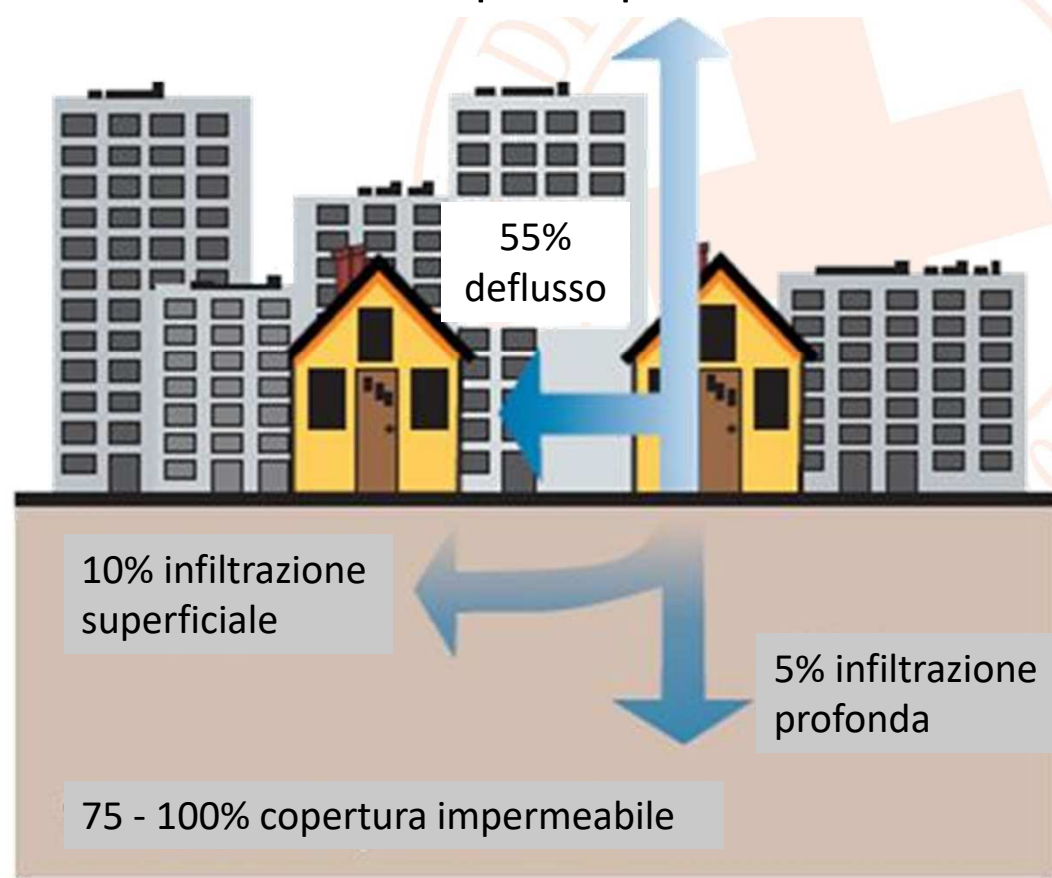 55%
deflusso
10% infiltrazione
superficiale
5% infiltrazione
profonda
75 - 100% copertura impermeabile